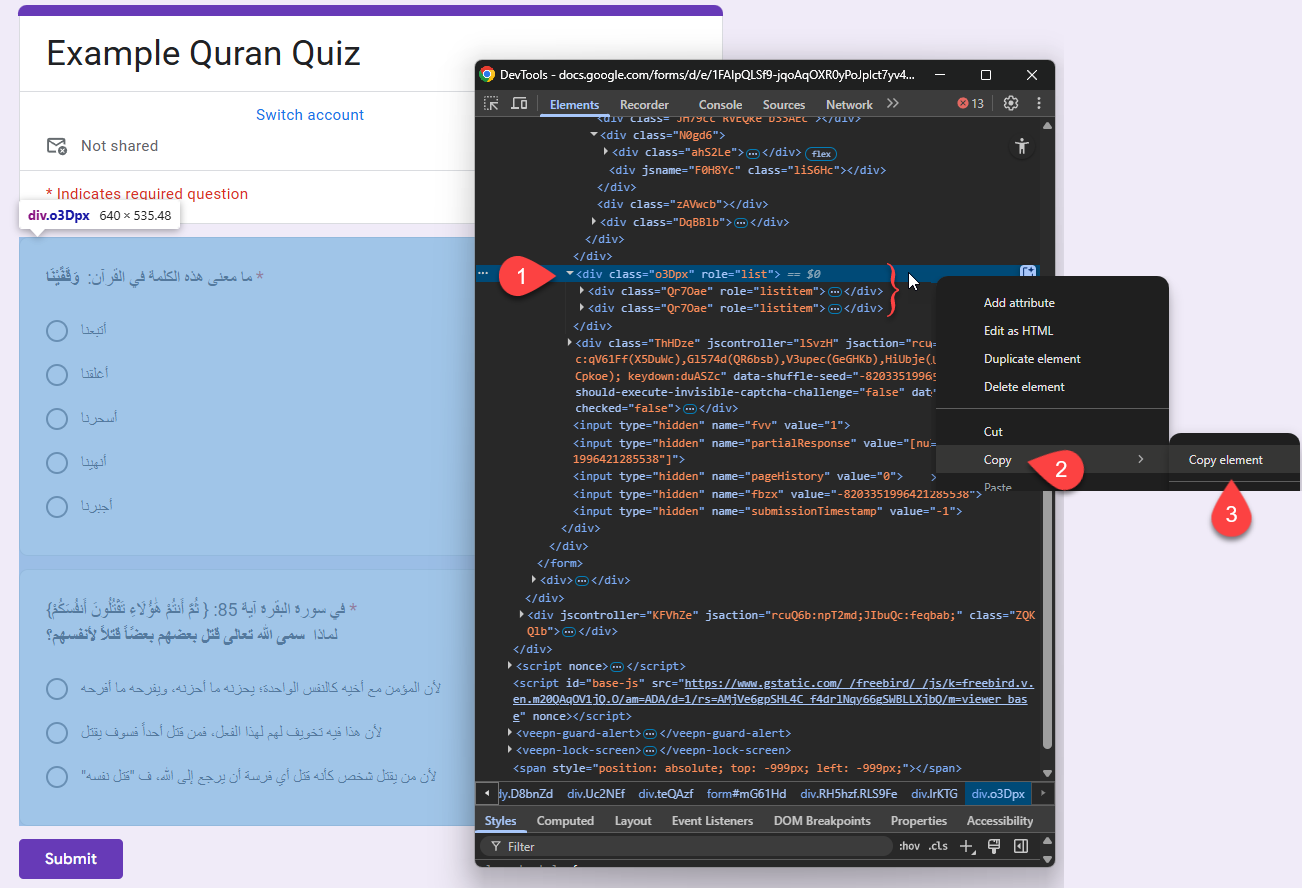 Example Quran Quiz
Switch account
Not shared
* Indicates required question
div.o3Dpx 640 × 535.48
* ما معنى هذه الكلمة في القُرآن: وَقَفَّيْنَا
أتبعنا
أغلقنا
أسحرنا
أنهينا
أجبرنا
* في سورة البقرة آية 85: { ثُمَّ أَنتُمْ هَٰؤُلَاءِ تَقْتُلُونَ أَنفُسَكُمْ}
لماذا سمى الله تعالى قتل بعضهم بعضًا قتلاً لأنفسهم؟
لأن المؤمن مع أخيه كالنفس الواحدة؛ يحزنه ما أحزنه، ويفرحه ما أفرحه
لأن هذا فيه تخويف لهم لهذا الفعل، فمن قتل أحداً فسوف يقتل
لأن من يقتل شخص كأنه قتل أي فرسة أن يرجع إلى الله، ف "قتل نفسه"
Submit
DevTools - docs.google.com/forms/d/e/1FAIpQLSf9-jqoAqOXR0yPoJplct7yv4...
Elements Recorder Console Sources Network 13
<div class="JH79cc RVEQke b33AEc"></div>
<div class="N0gd6">
<div class="ahS2Le"> … </div> flex
<div jsname="F0H8Yc" class="liS6Hc"></div>
</div>
<div class="zAVwcb"></div>
<div class="DqBBlb"> … </div>
</div>
</div>
1
… <div class="o3Dpx" role="list"> == $0
<div class="Qr7Oae" role="listitem"> … </div>
<div class="Qr7Oae" role="listitem"> … </div>
</div>
<div class="ThHDze" jscontroller="lSvzH" jsaction="rcu
c:qV61Ff(X5DuWc),Gl574d(QR6bsb),V3upec(GeGHKb),HiUbje(
Cpkoe); keydown:duASZc" data-shuffle-seed="-8203351996
should-execute-invisible-captcha-challenge="false" dat
checked="false"> … </div>
<input type="hidden" name="fvv" value="1">
<input type="hidden" name="partialResponse" value="[nu
1996421285538"]">
<input type="hidden" name="pageHistory" value="0">
<input type="hidden" name="fbzx" value="-8203351996421285538">
<input type="hidden" name="submissionTimestamp" value="-1">
</div>
</div>
</form>
<div> … </div>
</div>
<div jscontroller="KFVhZe" jsaction="rcuQ6b:npT2md;JIbuQc:feqbab;" class="ZQK
Qlb"> … </div>
</div>
<script nonce> … </script>
<script id="base-js" src="https://www.gstatic.com/_/freebird/_/js/k=freebird.v.
en.m20QAqOV1jQ.O/am=ADA/d=1/rs=AMjVe6gpSHL4C_f4drlNqy66gSWBLLXjbQ/m=viewer_bas
e" nonce></script>
<veepn-guard-alert> … </veepn-guard-alert>
<veepn-lock-screen> … </veepn-lock-screen>
<span style="position: absolute; top: -999px; left: -999px;"></span>
dy.D8bnZd div.Uc2NEf div.teQAzf form#mG61Hd div.RH5hzf.RLS9Fe div.lrKTG div.o3Dpx
Styles Computed Layout Event Listeners DOM Breakpoints Properties Accessibility
Filter :hov .cls
Add attribute
Edit as HTML
Duplicate element
Delete element
Cut
Copy
2
Copy element
3
Paste